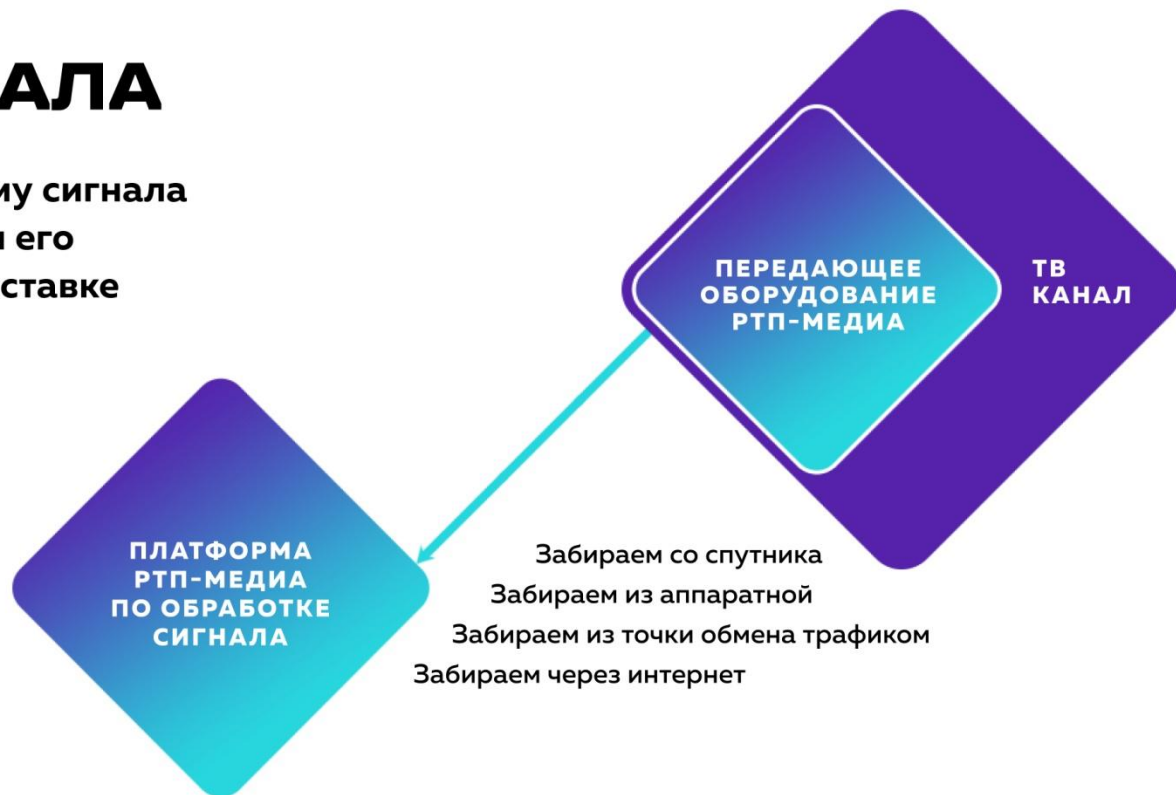 АЛА
му сигнала
и его
ставке
ПЕРЕДАЮЩЕЕ
ОБОРУДОВАНИЕ
РТП-МЕДИА
ТВ
КАНАЛ
ПЛАТФОРМА
РТП-МЕДИА
ПО ОБРАБОТКЕ
СИГНАЛА
Забираем со спутника
Забираем из аппаратной
Забираем из точки обмена трафиком
Забираем через интернет